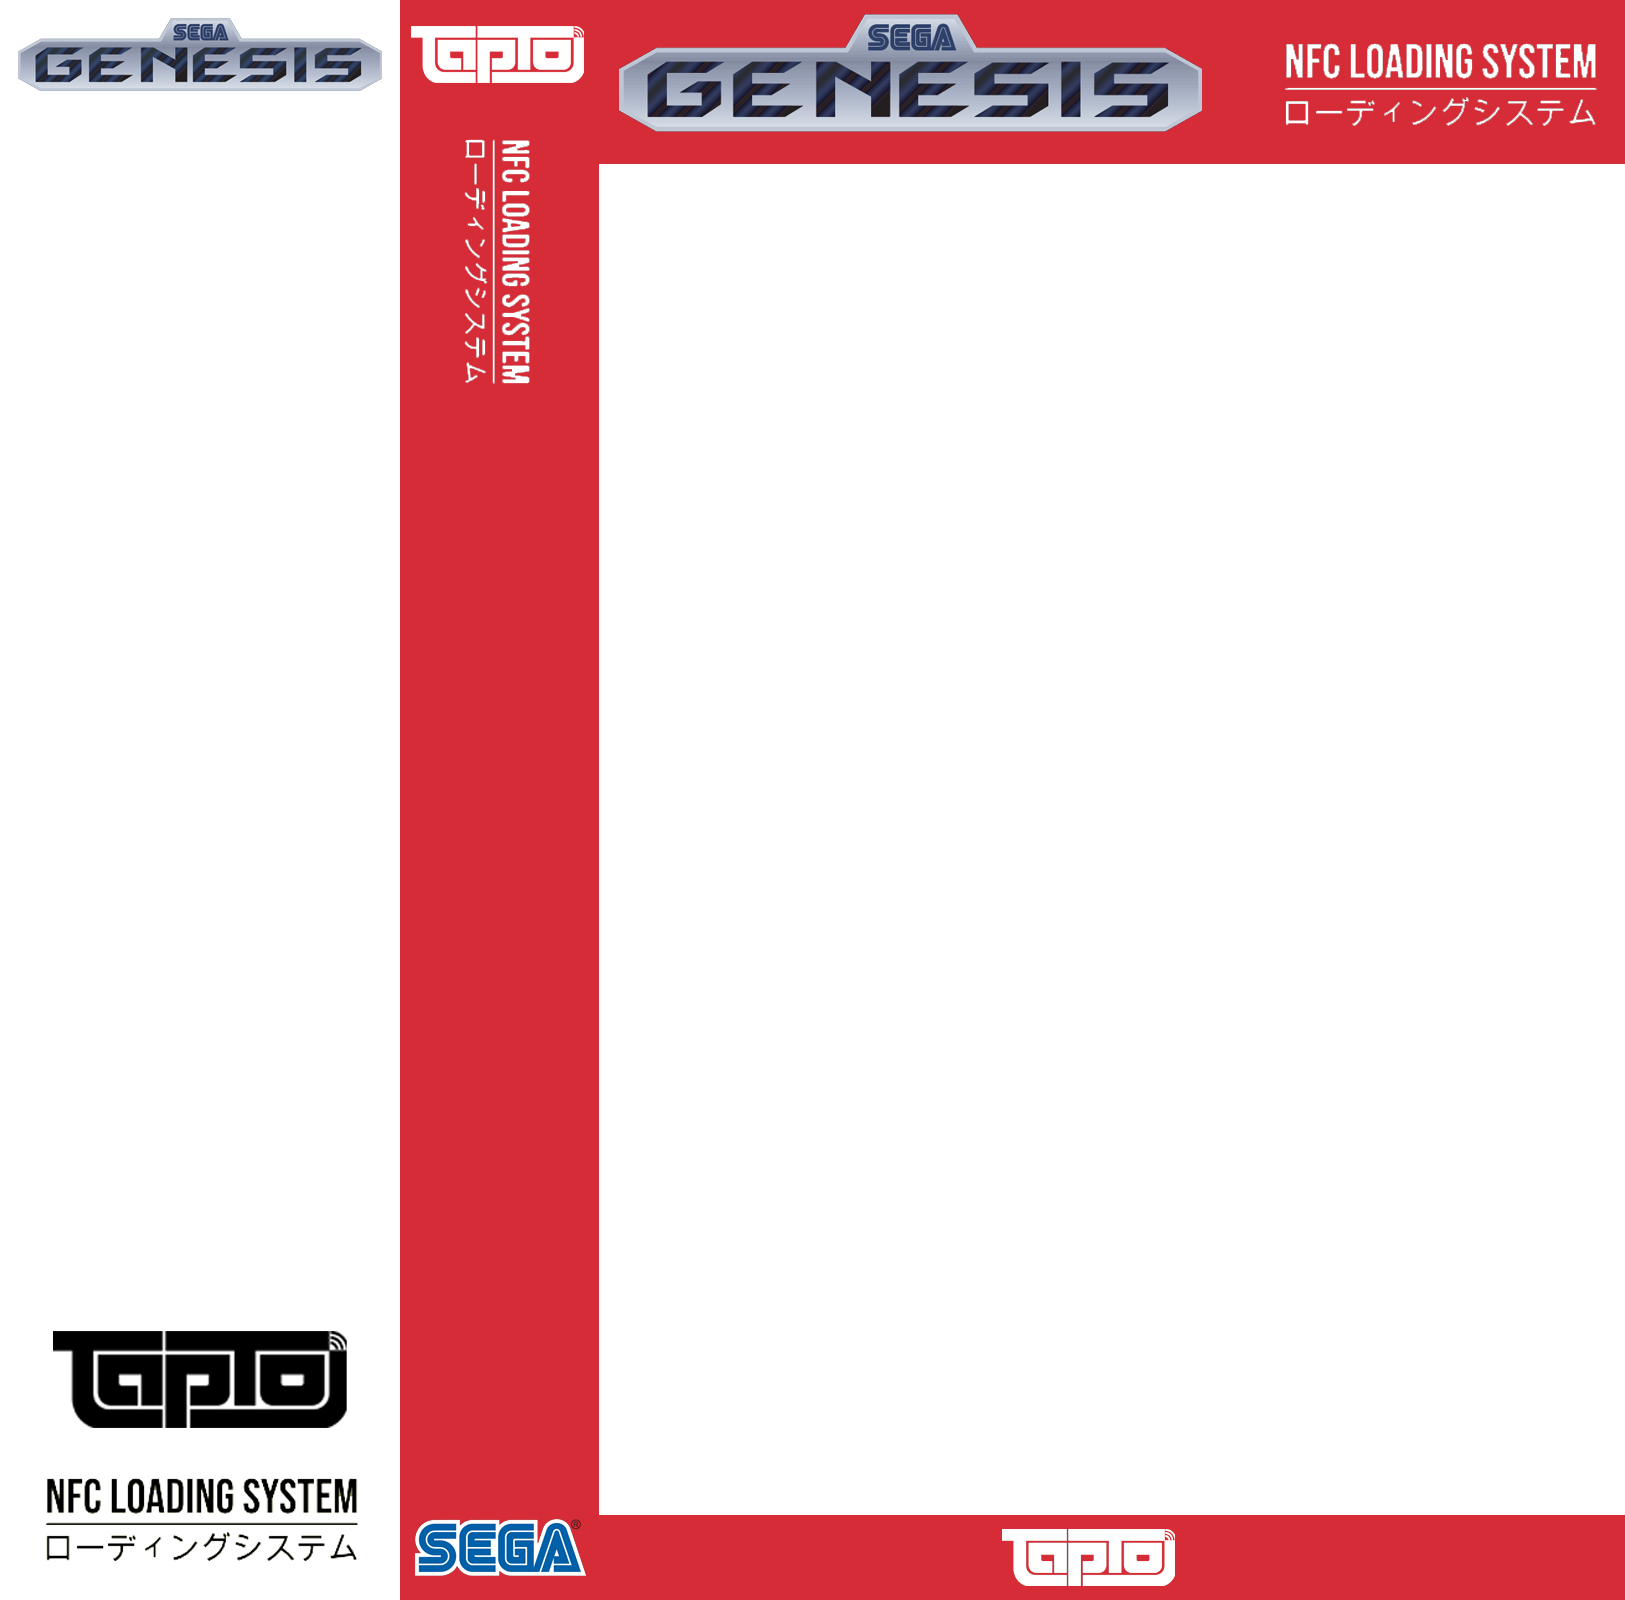 SEGA
GENESIS
TapTo
NFC LOADING SYSTEM
ローディングシステム
TapTo
NFC LOADING SYSTEM
ローディングシステム
SEGA®
SEGA
GENESIS
NFC LOADING SYSTEM
ローディングシステム
TapTo